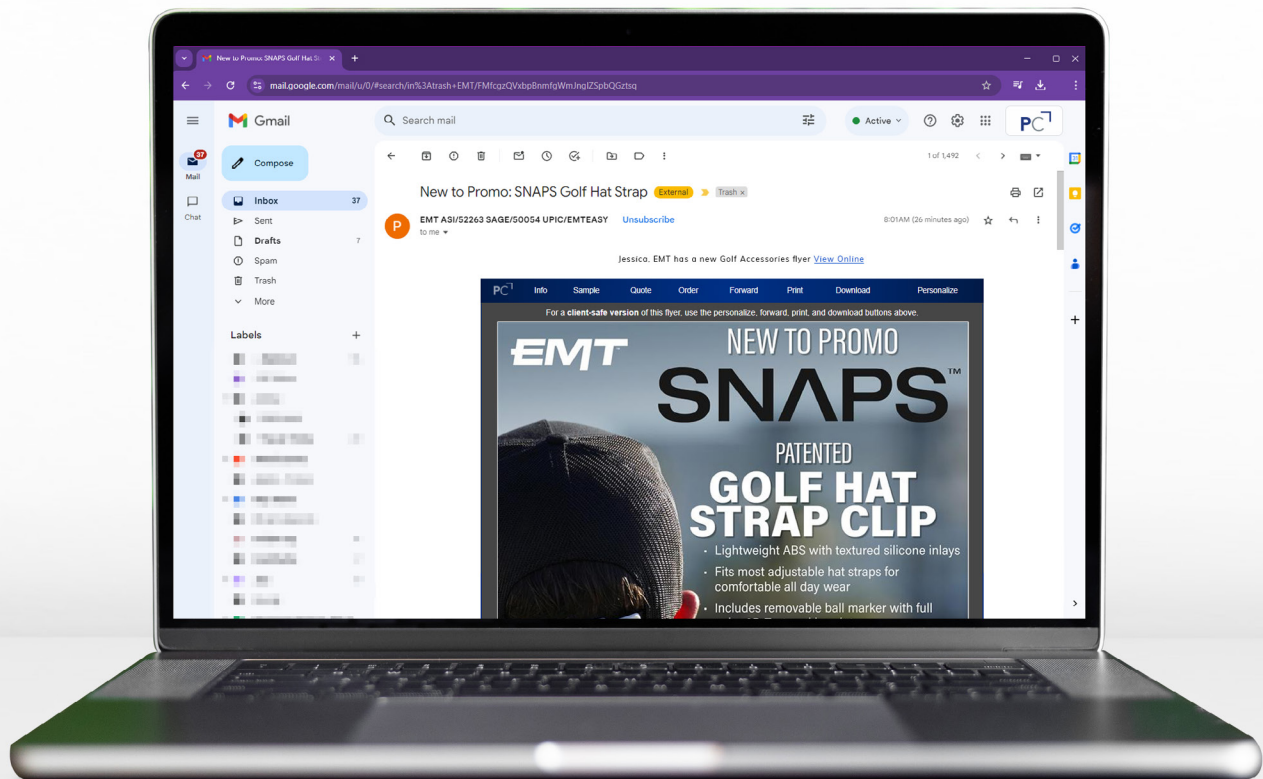 New to Promo: SNAPS Golf Hat St
mail.google.com/mail/u/0/#search/in%3Atrash+EMT/FMfcgzQVxbpBnmfgWmJnglZSpbQGztsq
Gmail
Search mail
Active
PC
37
Mail
Compose
1 of 1,492
Chat
Inbox 37
Sent
Drafts 7
Spam
Trash
More
Labels
New to Promo: SNAPS Golf Hat Strap External Trash x
EMT ASI/52263 SAGE/50054 UPIC/EMTEASY Unsubscribe 8:01AM (26 minutes ago)
to me
Jessica, EMT has a new Golf Accessories flyer View Online
PC Info Sample Quote Order Forward Print Download Personalize
For a client-safe version of this flyer, use the personalize, forward, print, and download buttons above.
EMT
NEW TO PROMO
SNAPS™
PATENTED
GOLF HAT
STRAP CLIP
• Lightweight ABS with textured silicone inlays
• Fits most adjustable hat straps for
comfortable all day wear
• Includes removable ball marker with full